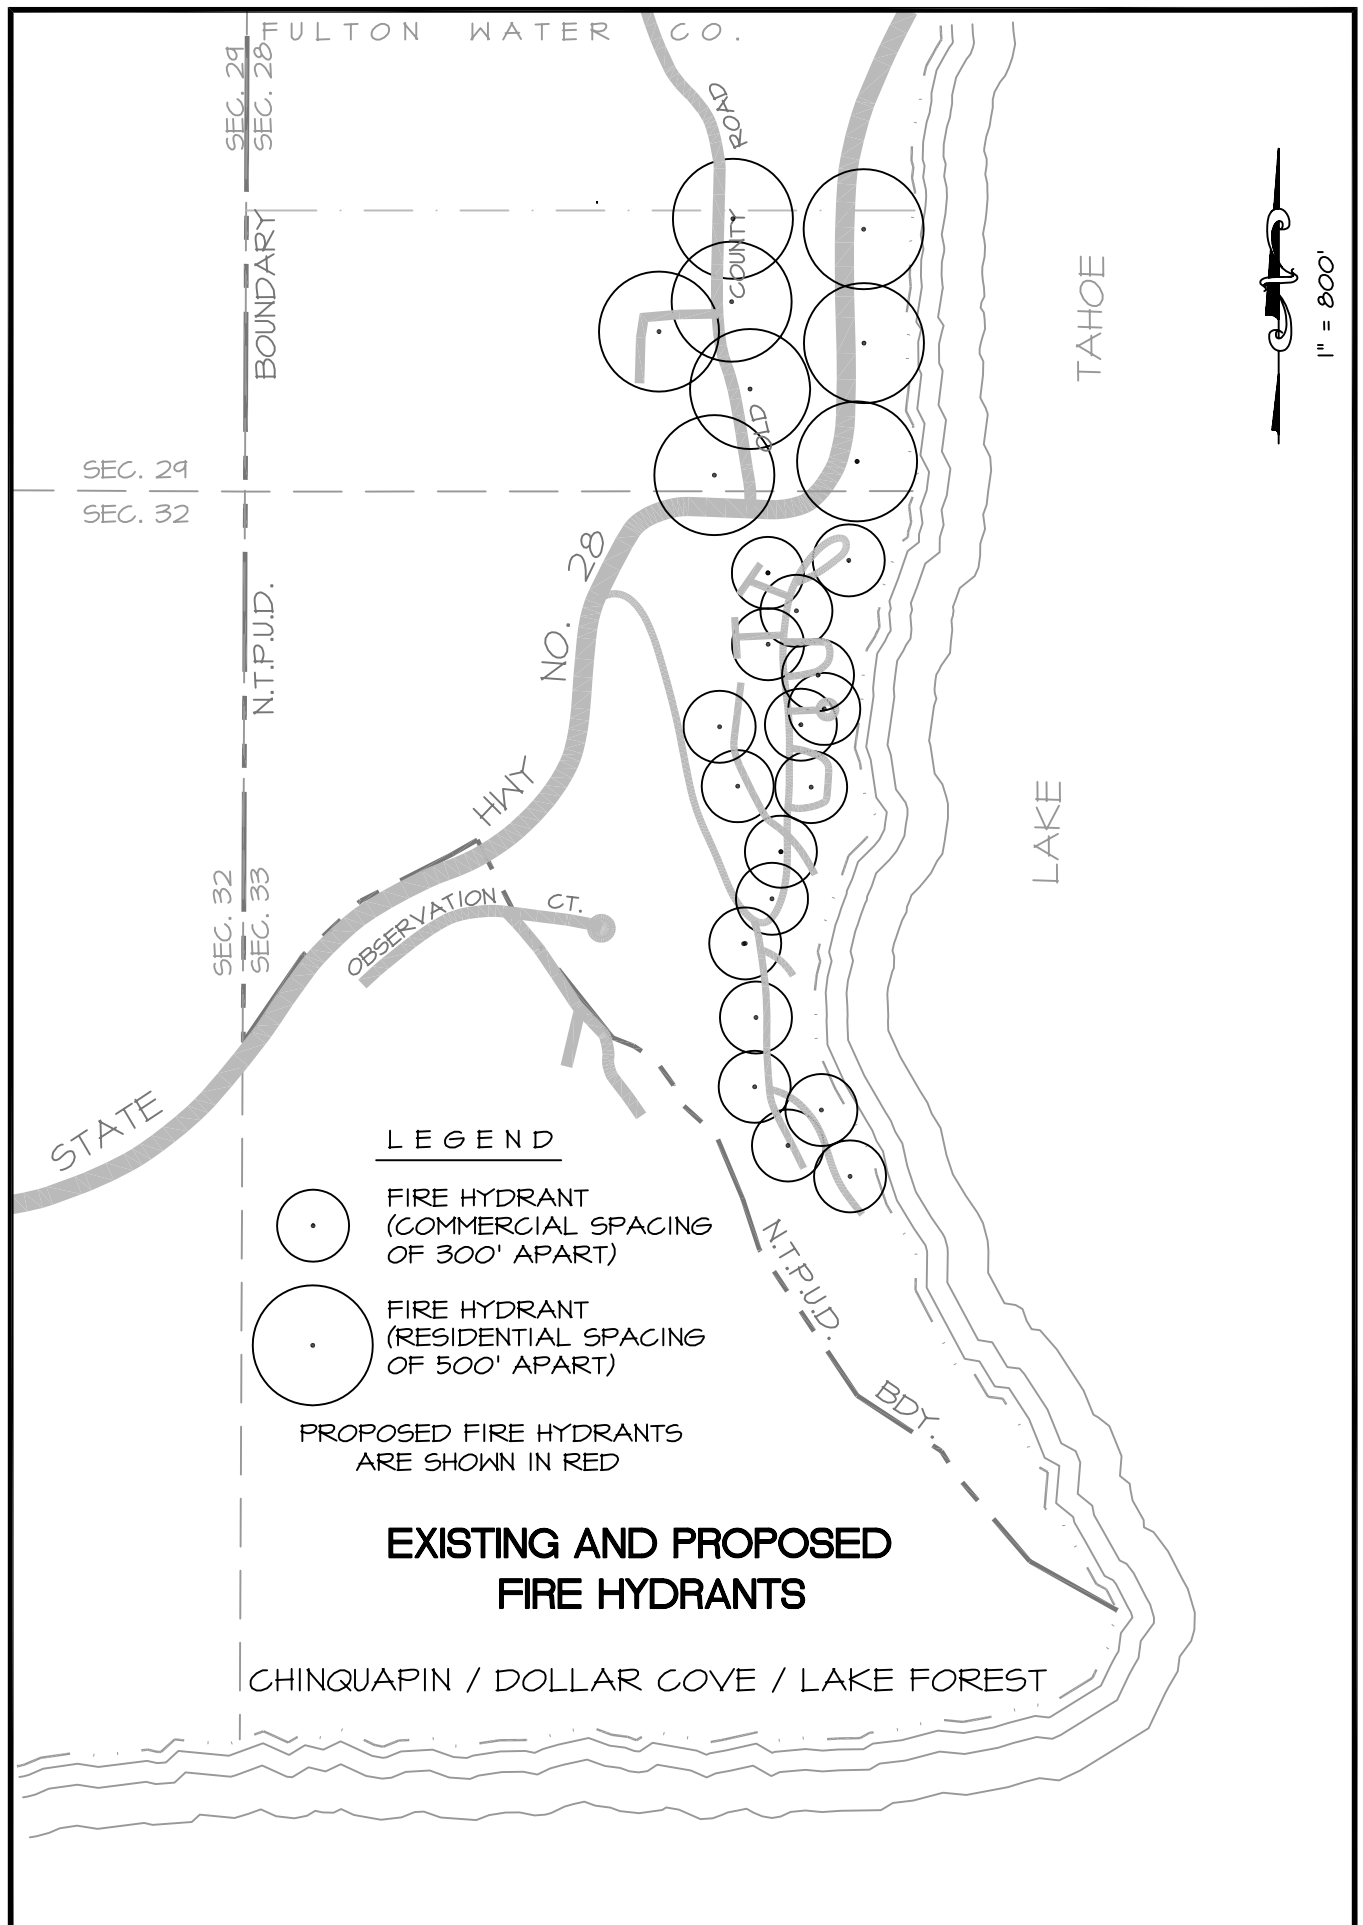 FULTON WATER CO.
SEC. 29
SEC. 28
ROAD
COUNTY
OLD
BOUNDARY
N.T.P.U.D.
TAHOE
LAKE
1" = 800'
SEC. 29
SEC. 32
28
NO.
HWY
STATE
SEC. 32
SEC. 33
OBSERVATION CT.
LEGEND
FIRE HYDRANT
(COMMERCIAL SPACING
OF 300' APART)
FIRE HYDRANT
(RESIDENTIAL SPACING
OF 500' APART)
PROPOSED FIRE HYDRANTS
ARE SHOWN IN RED
N.T.P.U.D.
BDY.
EXISTING AND PROPOSED
FIRE HYDRANTS
CHINQUAPIN / DOLLAR COVE / LAKE FOREST